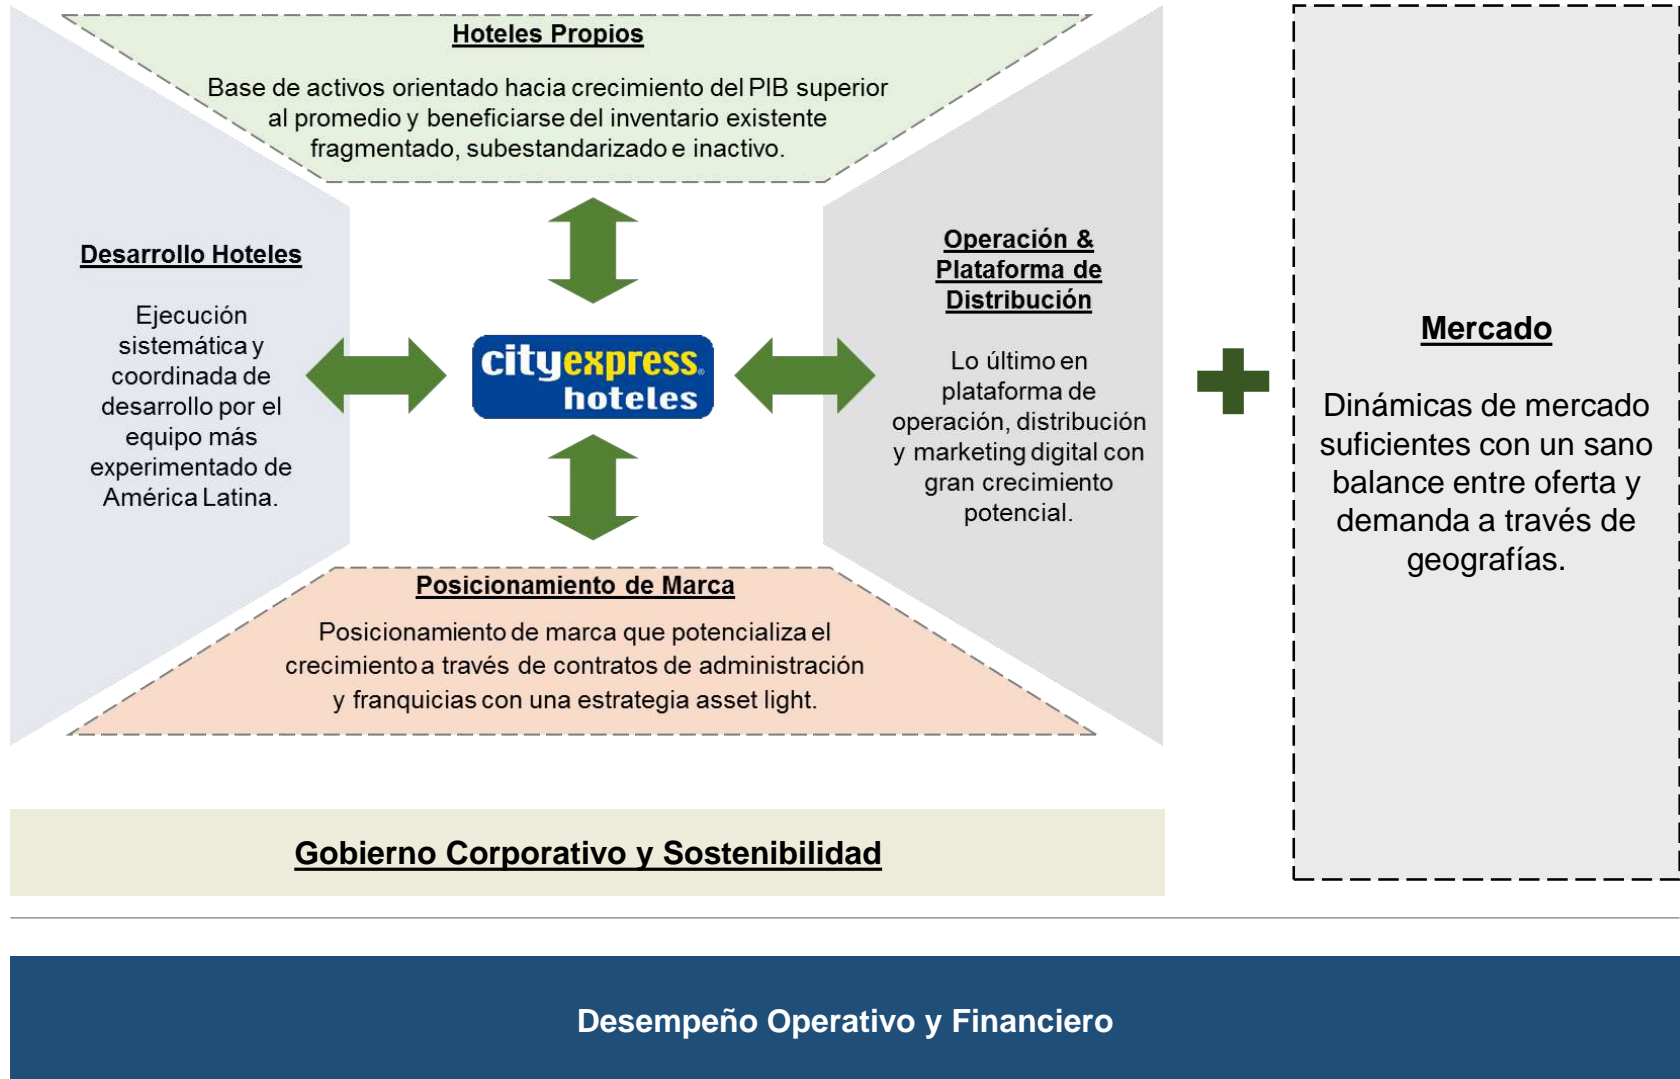 Hoteles Propios
Base de activos orientado hacia crecimiento del PIB superior
al promedio y beneficiarse del inventario existente
fragmentado, subestandarizado e inactivo.
Desarrollo Hoteles
Ejecución
sistemática y
coordinada de
desarrollo por el
equipo más
experimentado de
América Latina.
cityexpress®
hoteles
Operación &
Plataforma de
Distribución
Lo último en
plataforma de
operación, distribución
y marketing digital con
gran crecimiento
potencial.
Posicionamiento de Marca
Posicionamiento de marca que potencializa el
crecimiento a través de contratos de administración
y franquicias con una estrategia asset light.
Mercado
Dinámicas de mercado
suficientes con un sano
balance entre oferta y
demanda a través de
geografías.
Gobierno Corporativo y Sostenibilidad
Desempeño Operativo y Financiero